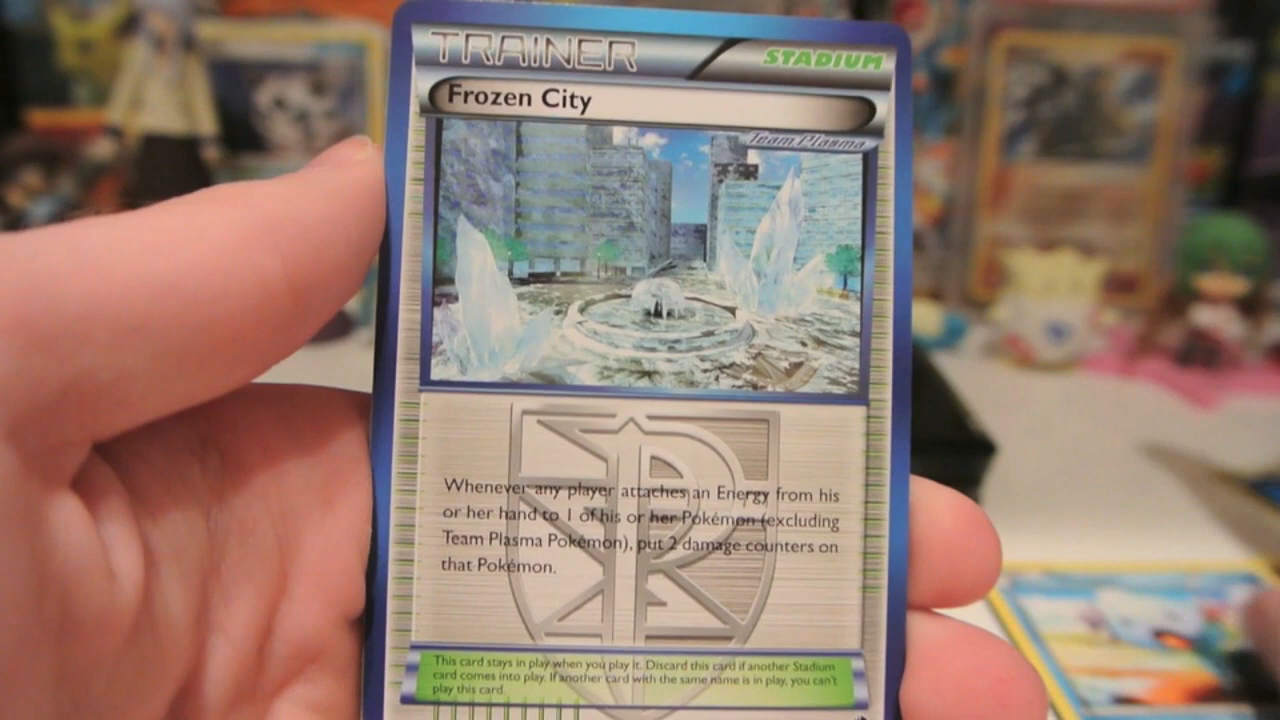 TRAINER
STADIUM
Frozen City
Team Plasma
Whenever any player attaches an Energy from his
or her hand to 1 of his or her Pokémon (excluding
Team Plasma Pokémon), put 2 damage counters on
that Pokémon.
This card stays in play when you play it. Discard this card if another Stadium
card comes into play. If another card with the same name is in play, you can't
play this card.